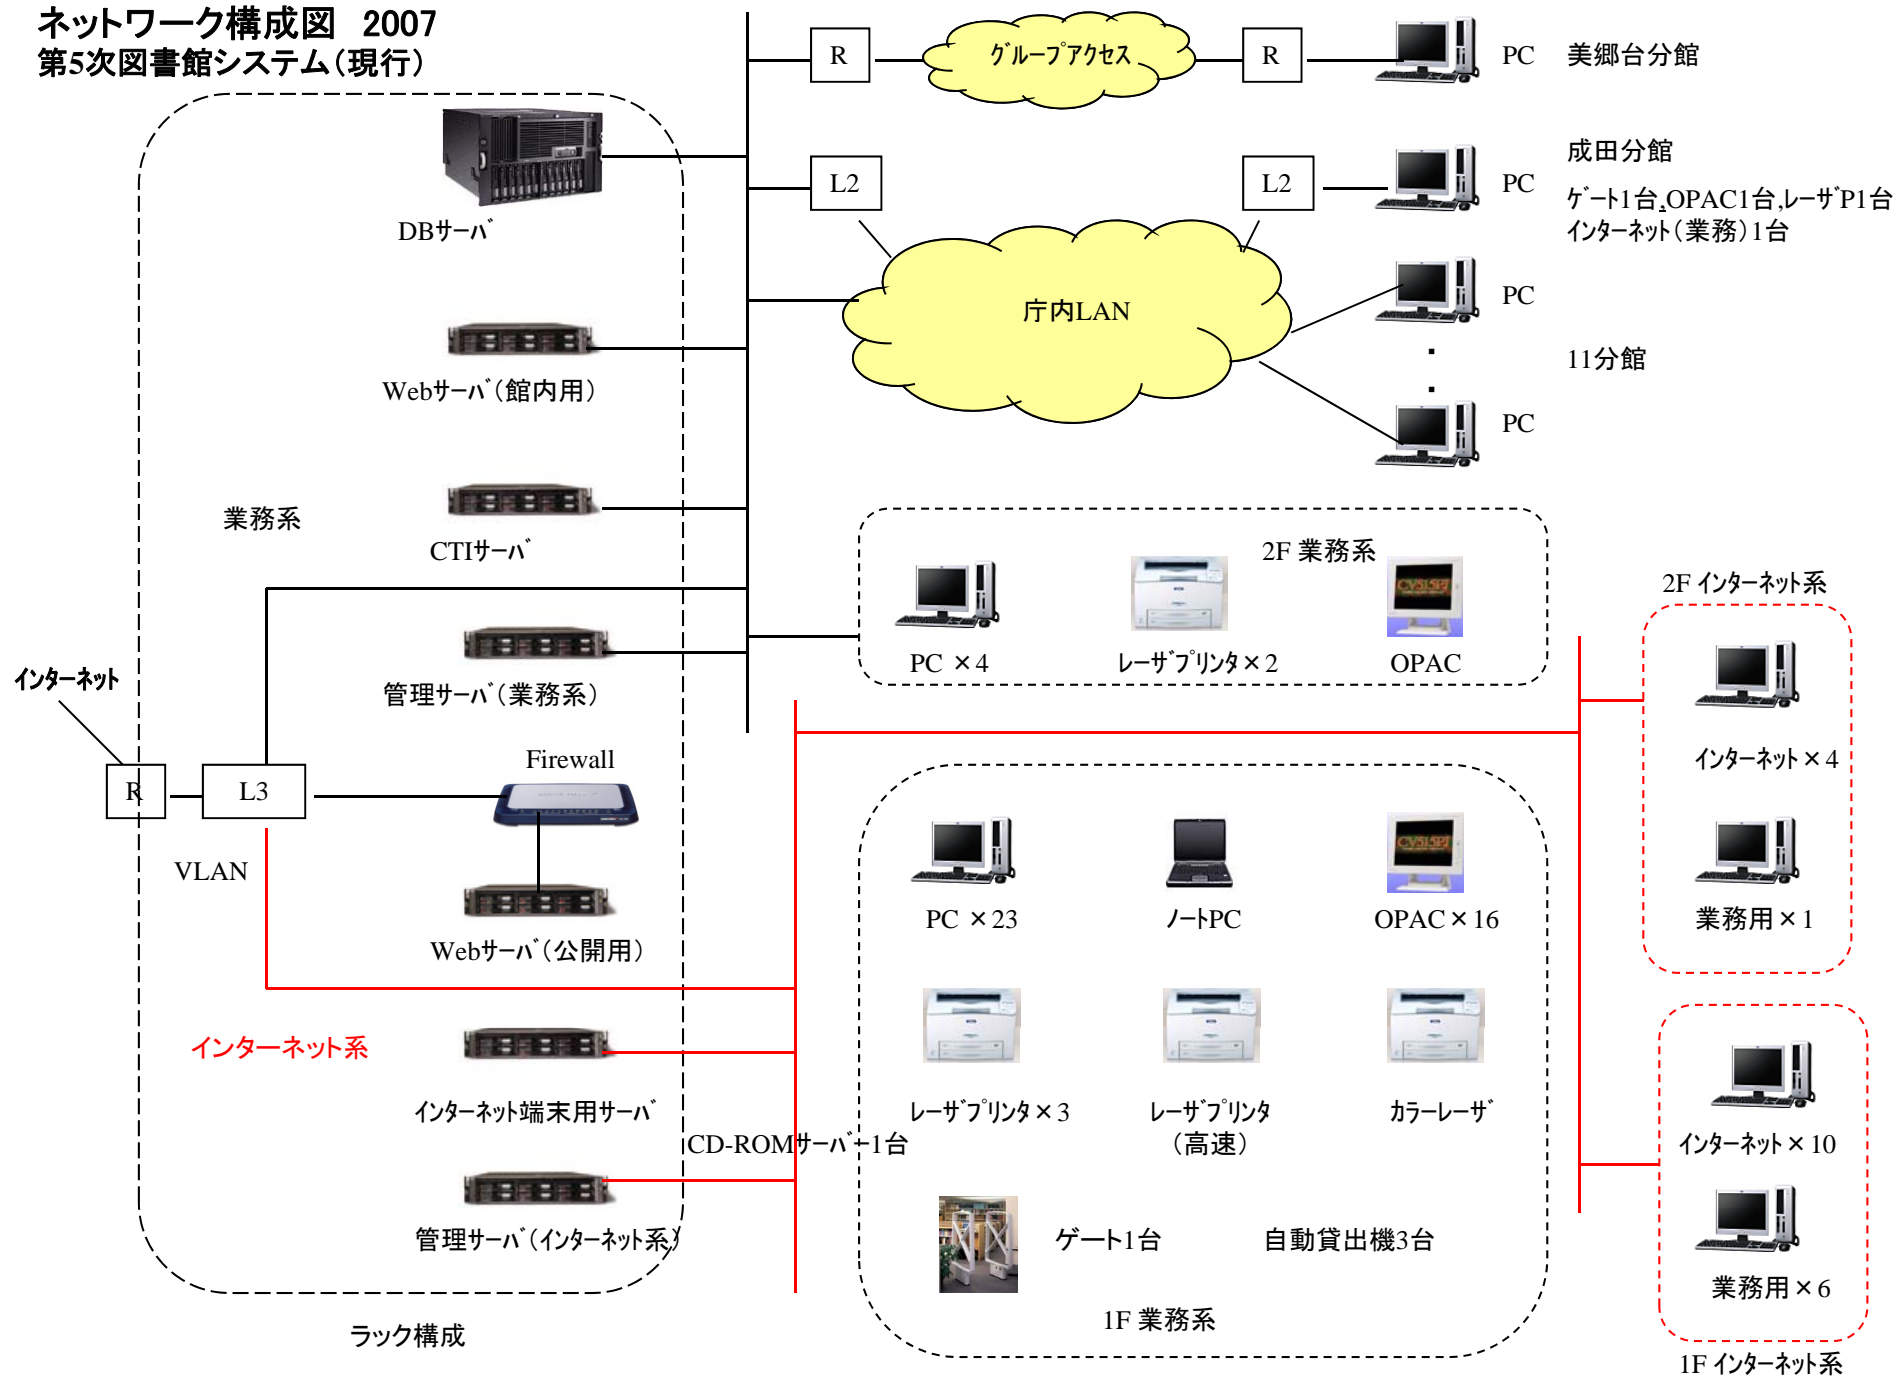 ネットワーク構成図 2007
第5次図書館システム(現行)
R
グループアクセス
R
PC
美郷台分館
DBサーバ
L2
L2
PC
成田分館
ゲート1台,OPAC1台,レーザP1台
インターネット(業務)1台
庁内LAN
PC
・
・
11分館
PC
Webサーバ(館内用)
業務系
CTIサーバ
2F 業務系
PC ×4
レーザプリンタ×2
OPAC
2F インターネット系
管理サーバ(業務系)
インターネット
R
L3
Firewall
インターネット×4
VLAN
Webサーバ(公開用)
PC ×23
ノートPC
OPAC×16
業務用×1
インターネット系
インターネット端末用サーバ
CD-ROMサーバー1台
レーザプリンタ×3
レーザプリンタ
(高速)
カラーレーザ
インターネット×10
管理サーバ(インターネット系)
ゲート1台
自動貸出機3台
業務用×6
1F 業務系
ラック構成
1F インターネット系